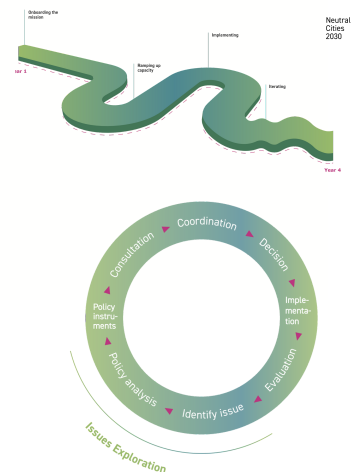 Onboarding the
mission
Neutral
Cities
2030
Implementing
Ramping up
capacity
Iterating
ar 1
Year 4
Coordination
Decision
Imple-
menta-
tion
Evaluation
Identify issue
Policy analysis
Policy
instru-
ments
Consultation
Issues Exploration